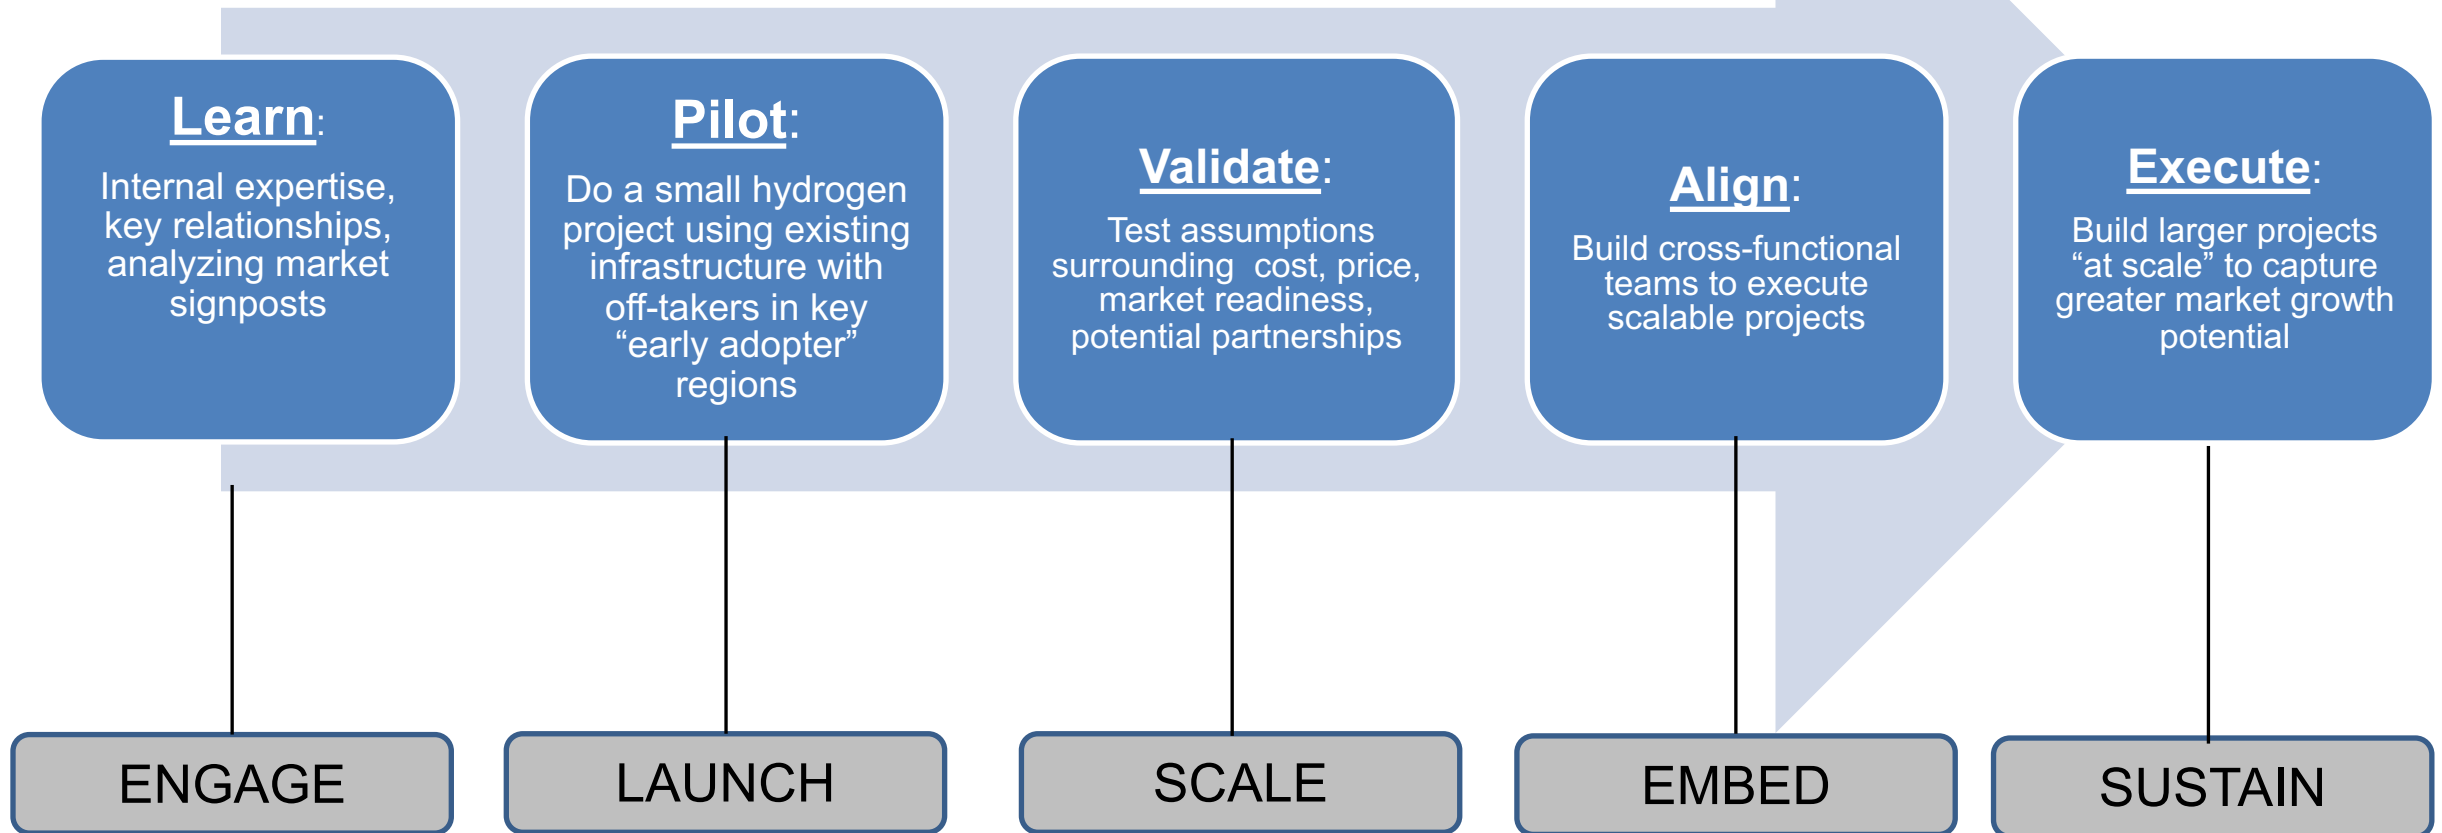 Learn:
Internal expertise,
key relationships,
analyzing market
signposts
Pilot:
Do a small hydrogen
project using existing
infrastructure with
off-takers in key
“early adopter”
regions
Validate:
Test assumptions
surrounding  cost, price,
market readiness,
potential partnerships
Align:
Build cross-functional
teams to execute
scalable projects
Execute:
Build larger projects
“at scale” to capture
greater market growth
potential
ENGAGE
LAUNCH
SCALE
EMBED
SUSTAIN